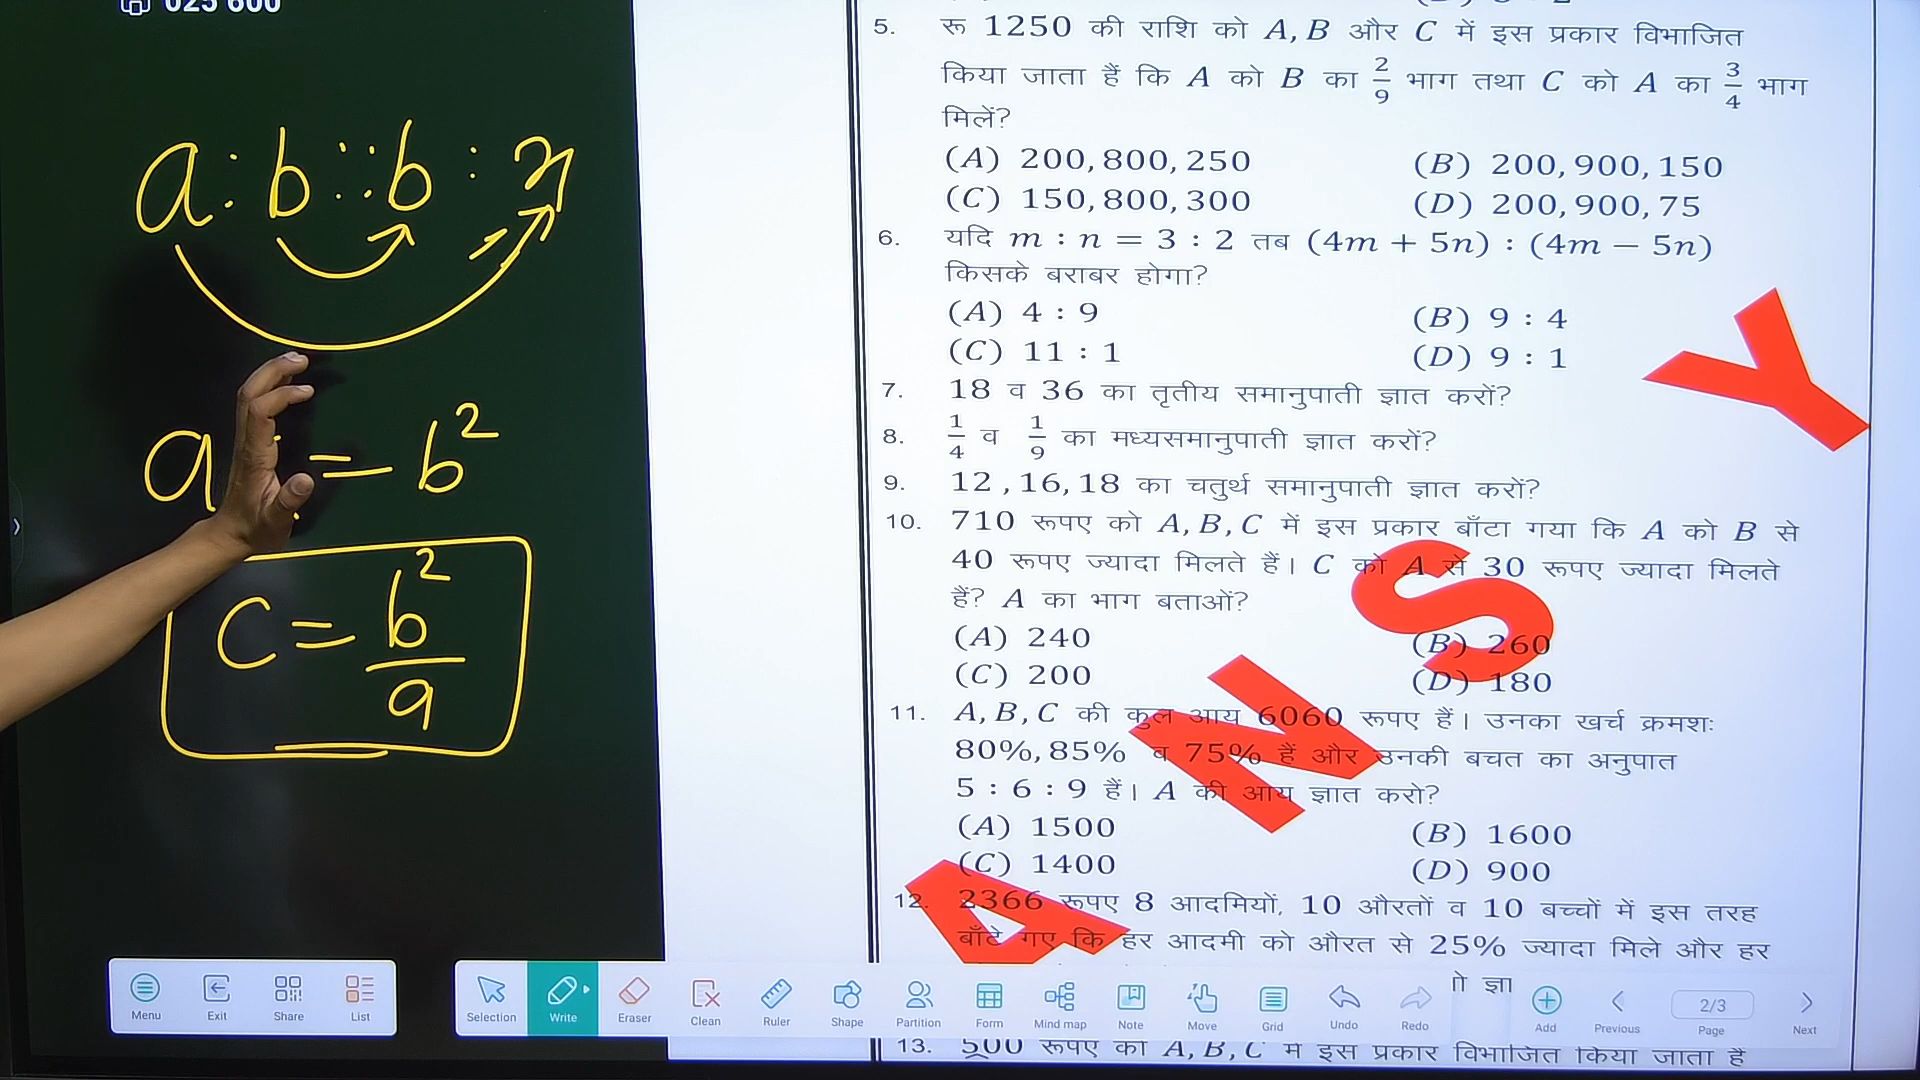 a : b :: b : x
a = b²
c = b²/a
5. रू 1250 की राशि को A, B और C में इस प्रकार विभाजित
किया जाता हैं कि A को B का 2/9 भाग तथा C को A का 3/4 भाग
मिलें?
(A) 200, 800, 250 (B) 200, 900, 150
(C) 150, 800, 300 (D) 200, 900, 75
6. यदि m : n = 3 : 2 तब (4m + 5n) : (4m − 5n)
किसके बराबर होगा?
(A) 4 : 9 (B) 9 : 4
(C) 11 : 1 (D) 9 : 1
7. 18 व 36 का तृतीय समानुपाती ज्ञात करों?
8. 1/4 व 1/9 का मध्यसमानुपाती ज्ञात करों?
9. 12 , 16, 18 का चतुर्थ समानुपाती ज्ञात करों?
10. 710 रूपए को A, B, C में इस प्रकार बाँटा गया कि A को B से
40 रूपए ज्यादा मिलते हैं। C को A से 30 रूपए ज्यादा मिलते
हैं? A का भाग बताओं?
(A) 240 (B) 260
(C) 200 (D) 180
11. A, B, C की कुल आय 6060 रूपए हैं। उनका खर्च क्रमशः
80%, 85% व 75% हैं और उनकी बचत का अनुपात
5 : 6 : 9 हैं। A की आय ज्ञात करो?
(A) 1500 (B) 1600
(C) 1400 (D) 900
12. 2366 रूपए 8 आदमियों, 10 औरतों व 10 बच्चों में इस तरह
बाँटे गए कि हर आदमी को औरत से 25% ज्यादा मिले और हर
13. 500 रूपए को A, B, C में इस प्रकार विभाजित किया जाता है
ANSY
Menu Exit Share List
Selection Write Eraser Clean Ruler Shape Partition Form Mind map Note Move Grid Undo Redo
Add Previous 2/3 Page Next